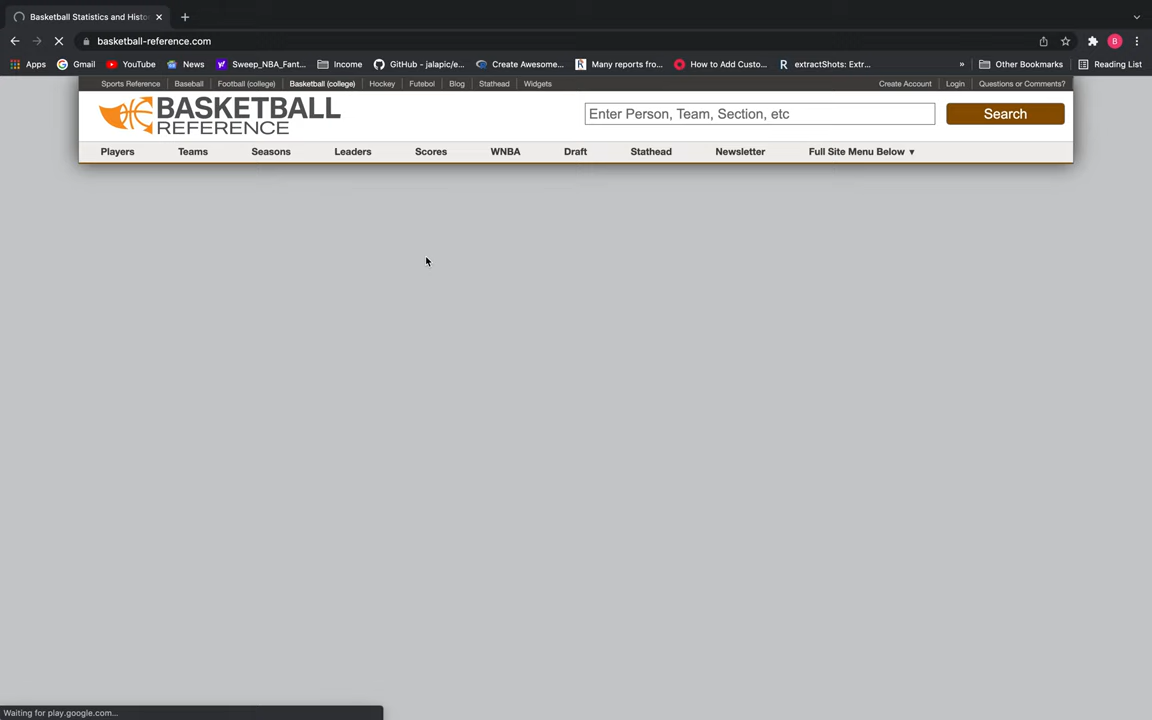 Basketball Statistics and Histo
basketball-reference.com
B
Apps Gmail YouTube News Sweep_NBA_Fant... Income GitHub - jalapic/e... Create Awesome... Many reports fro... How to Add Custo... extractShots: Extr... » Other Bookmarks Reading List
Sports Reference Baseball Football (college) Basketball (college) Hockey Futebol Blog Stathead Widgets Create Account Login Questions or Comments?
BASKETBALL
REFERENCE
Enter Person, Team, Section, etc Search
Players Teams Seasons Leaders Scores WNBA Draft Stathead Newsletter Full Site Menu Below ▼
Waiting for play.google.com...